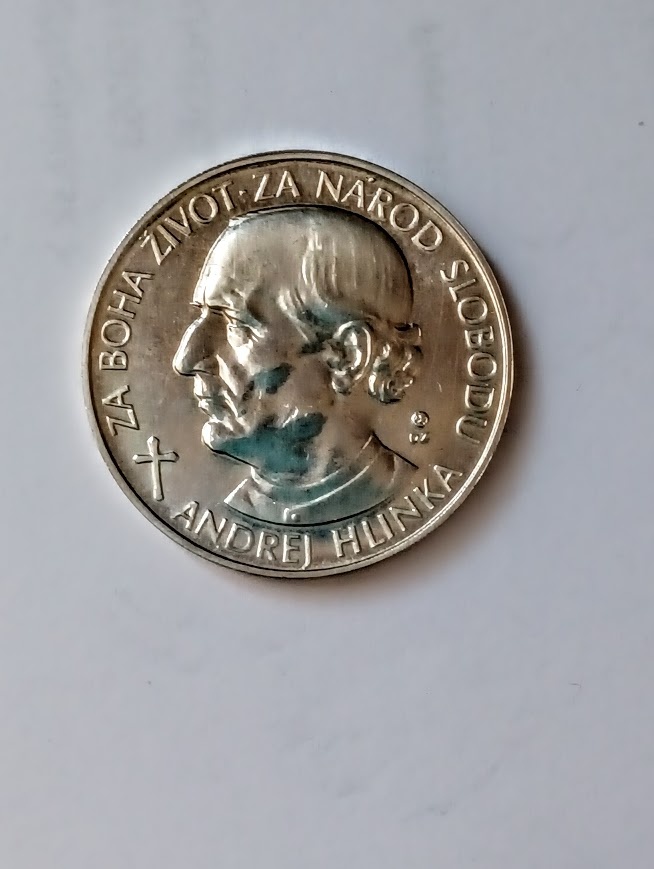 ZA BOHA ŽIVOT · ZA NÁROD SLOBODU
ANDREJ HLINKA